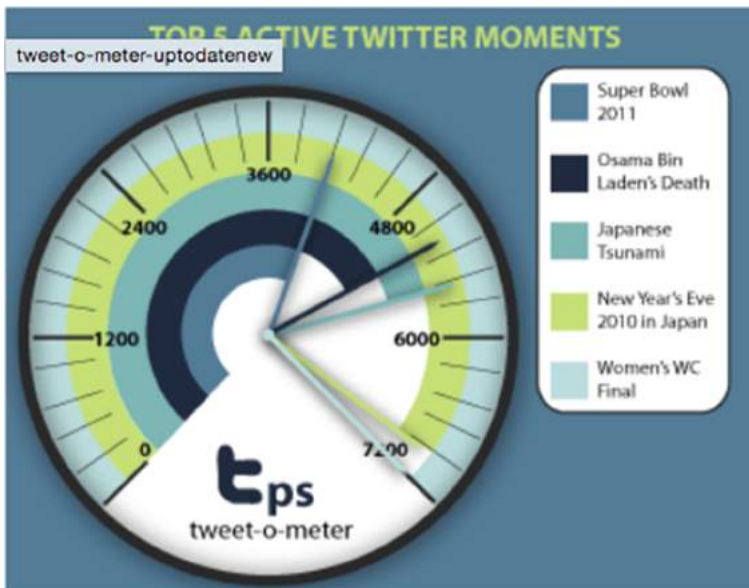 TOP 5 ACTIVE TWITTER MOMENTS
tweet-o-meter-uptodatenew
Super Bowl
2011
Osama Bin
Laden's Death
Japanese
Tsunami
New Year's Eve
2010 in Japan
Women's WC
Final
3600
2400
4800
1200
6000
0
7200
tps
tweet-o-meter